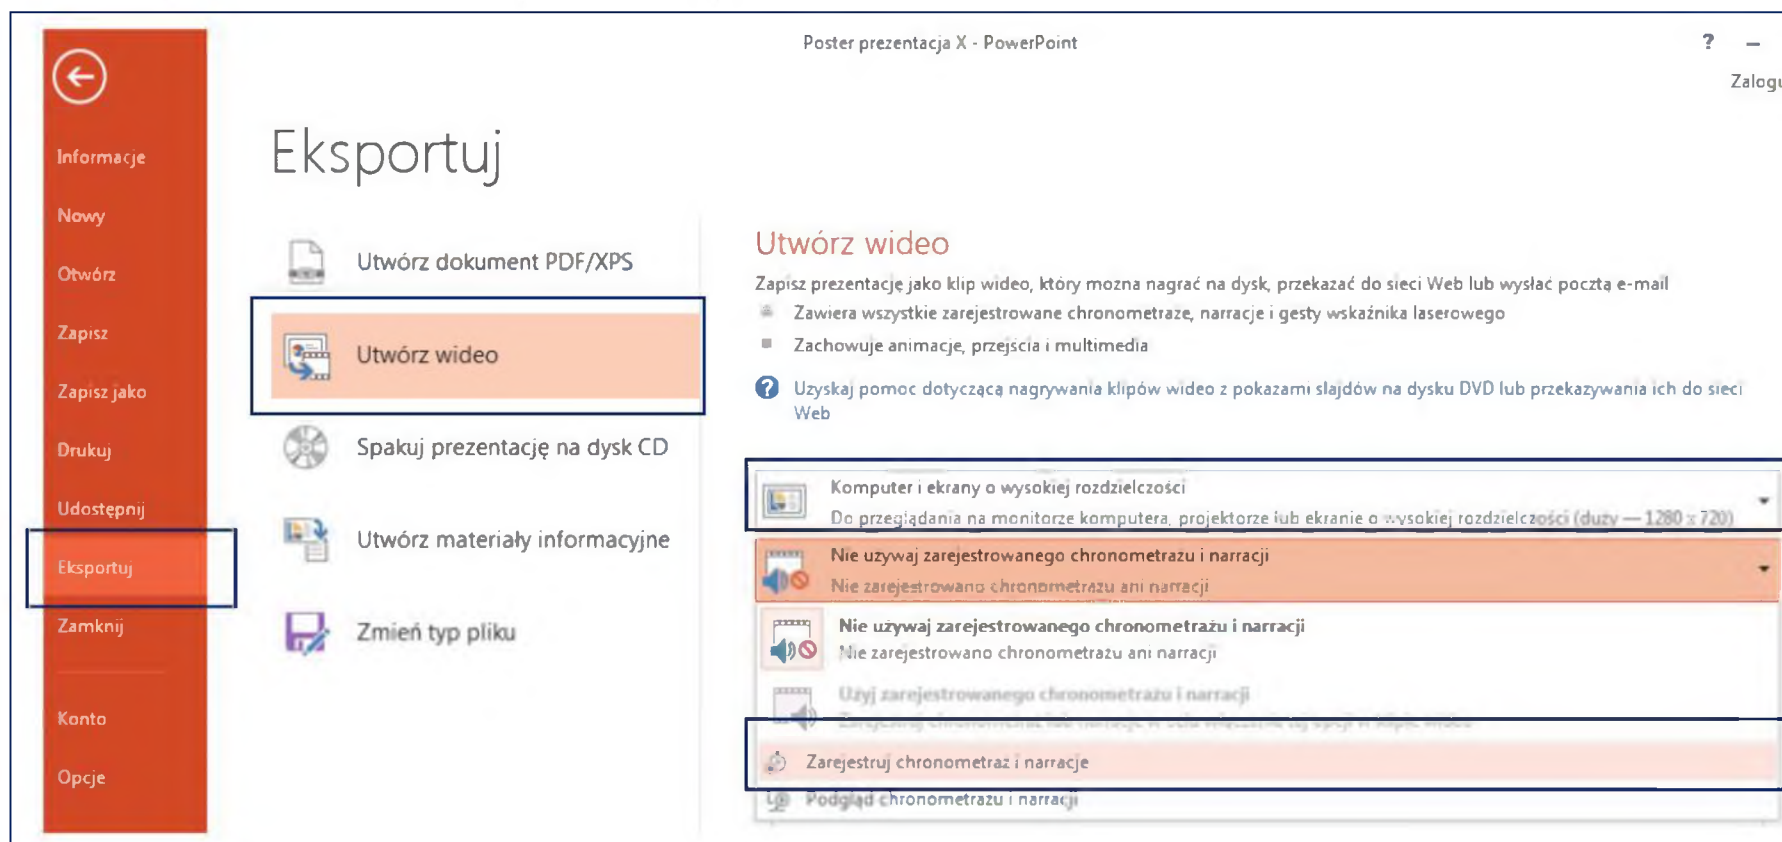 Poster prezentacja X - PowerPoint
?
Zalogu
Informacje
Nowy
Otwórz
Zapisz
Zapisz jako
Drukuj
Udostępnij
Eksportuj
Zamknij
Konto
Opcje
Eksportuj
Utwórz dokument PDF/XPS
Utwórz wideo
Spakuj prezentację na dysk CD
Utwórz materiały informacyjne
Zmień typ pliku
Utwórz wideo
Zapisz prezentację jako klip wideo, który można nagrać na dysk, przekazać do sieci Web lub wysłać pocztą e-mail
Zawiera wszystkie zarejestrowane chronometraże, narracje i gesty wskaźnika laserowego
Zachowuje animacje, przejścia i multimedia
Uzyskaj pomoc dotyczącą nagrywania klipów wideo z pokazami slajdów na dysku DVD lub przekazywania ich do sieci
Web
Komputer i ekrany o wysokiej rozdzielczości
Do przeglądania na monitorze komputera, projektorze lub ekranie o wysokiej rozdzielczości (duży — 1280 x 720)
Nie używaj zarejestrowanego chronometrażu i narracji
Nie zarejestrowano chronometrażu ani narracji
Nie używaj zarejestrowanego chronometrażu i narracji
Nie zarejestrowano chronometrażu ani narracji
Użyj zarejestrowanego chronometrażu i narracji
Zarejestruj chronometraż i narracje
Podgląd chronometrażu i narracji